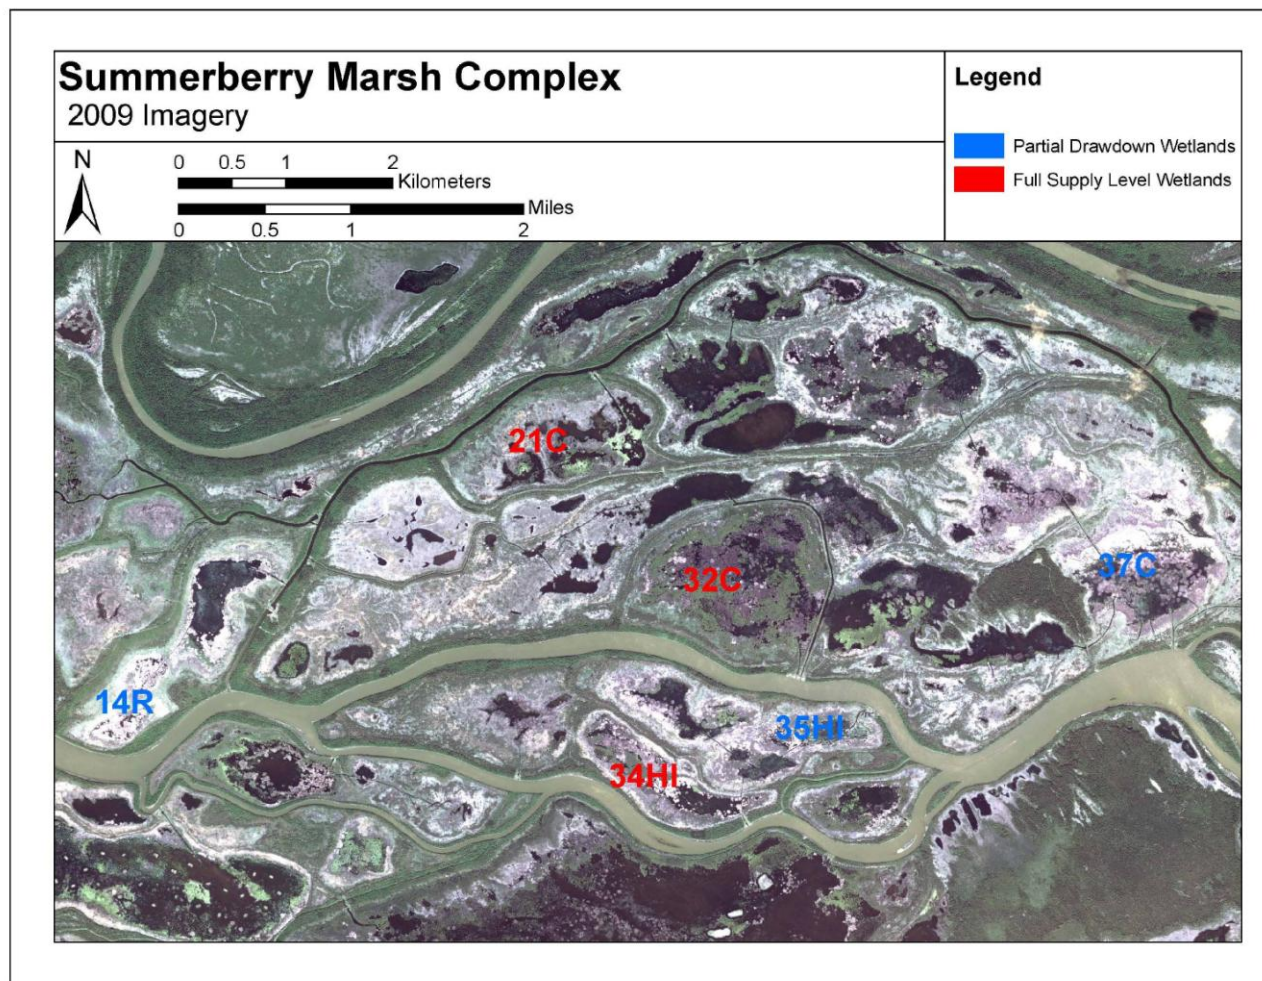 Summerberry Marsh Complex
2009 Imagery
Legend
Partial Drawdown Wetlands
Full Supply Level Wetlands
N
0 0.5 1 2
Kilometers
Miles
0 0.5 1 2
21C
32C
37C
14R
35HI
34HI